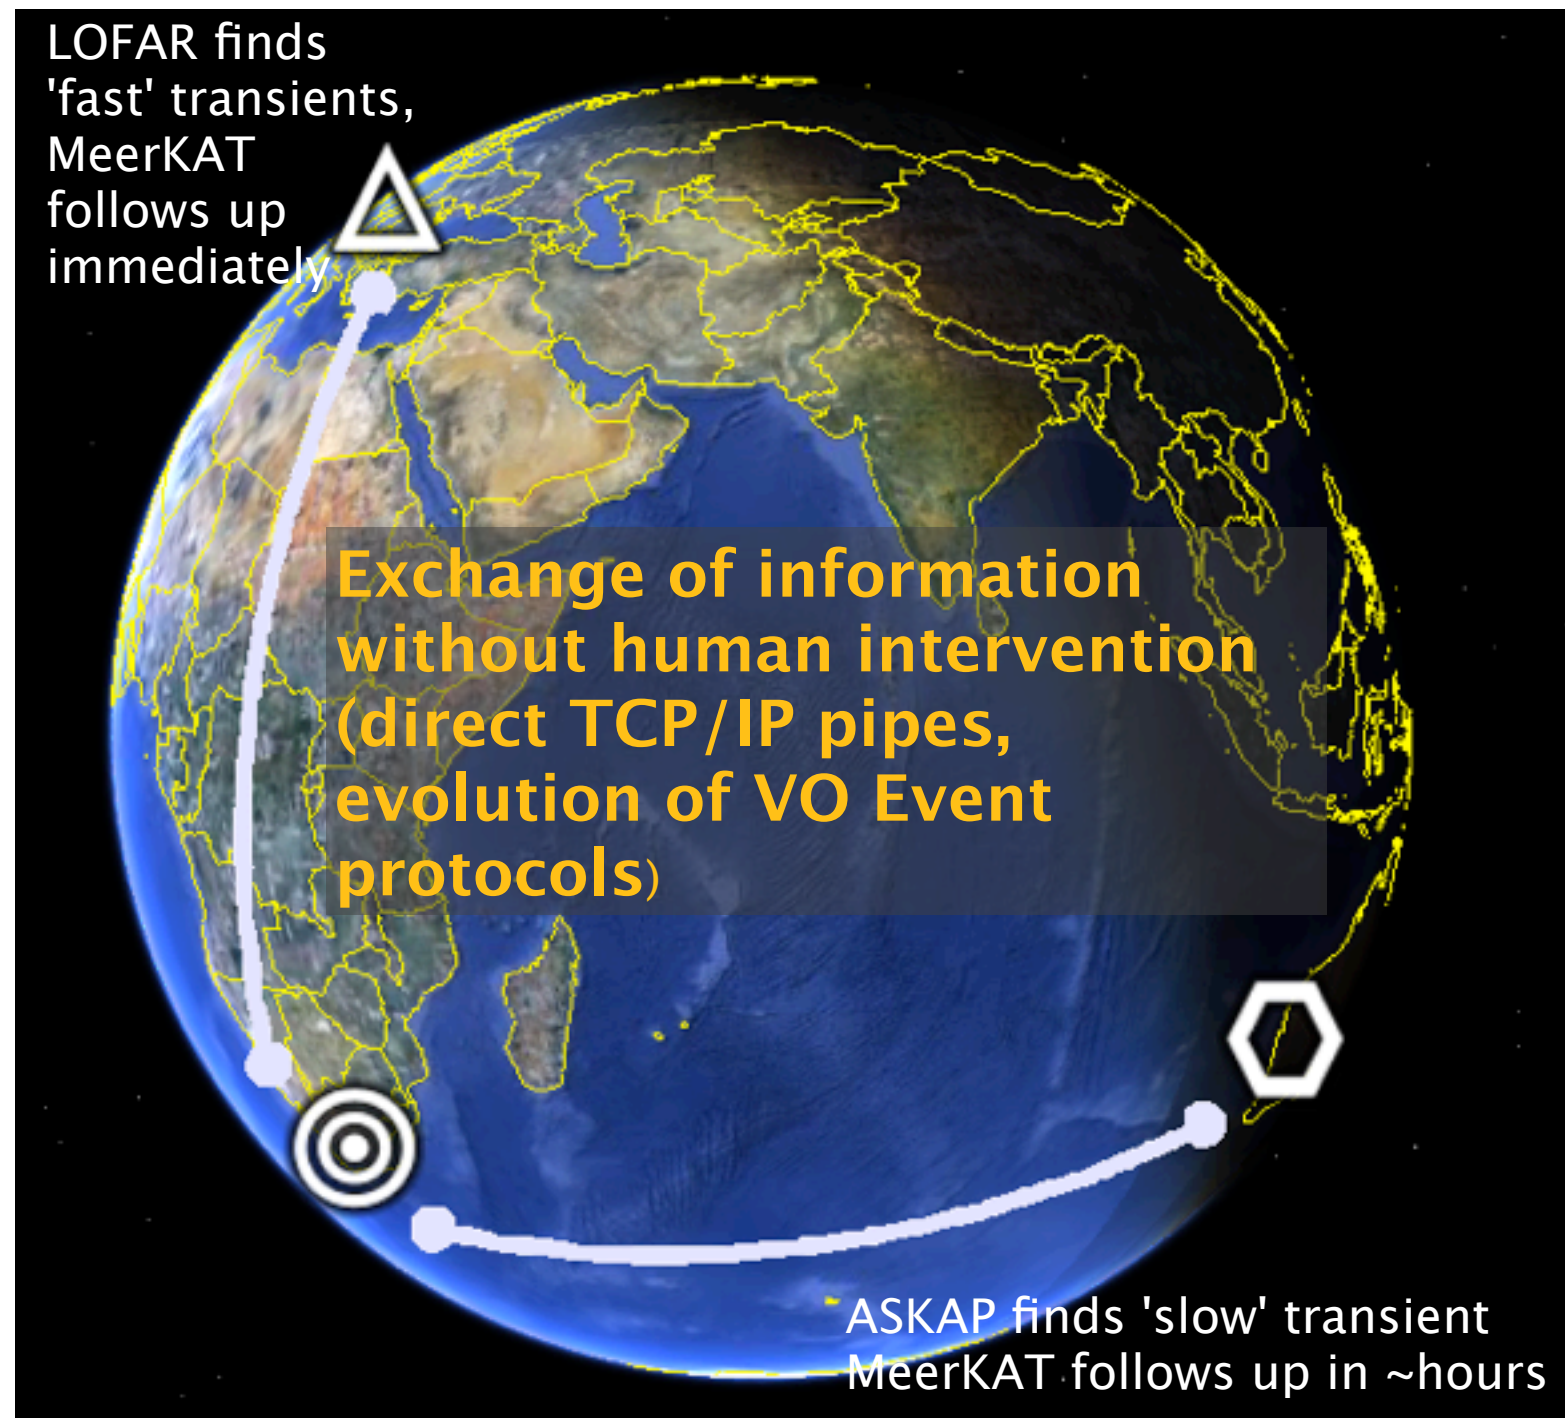 LOFAR finds
'fast' transients,
MeerKAT
follows up
immediately
Exchange of information
without human intervention
(direct TCP/IP pipes,
evolution of VO Event
protocols)
ASKAP finds 'slow' transient
MeerKAT follows up in ~hours